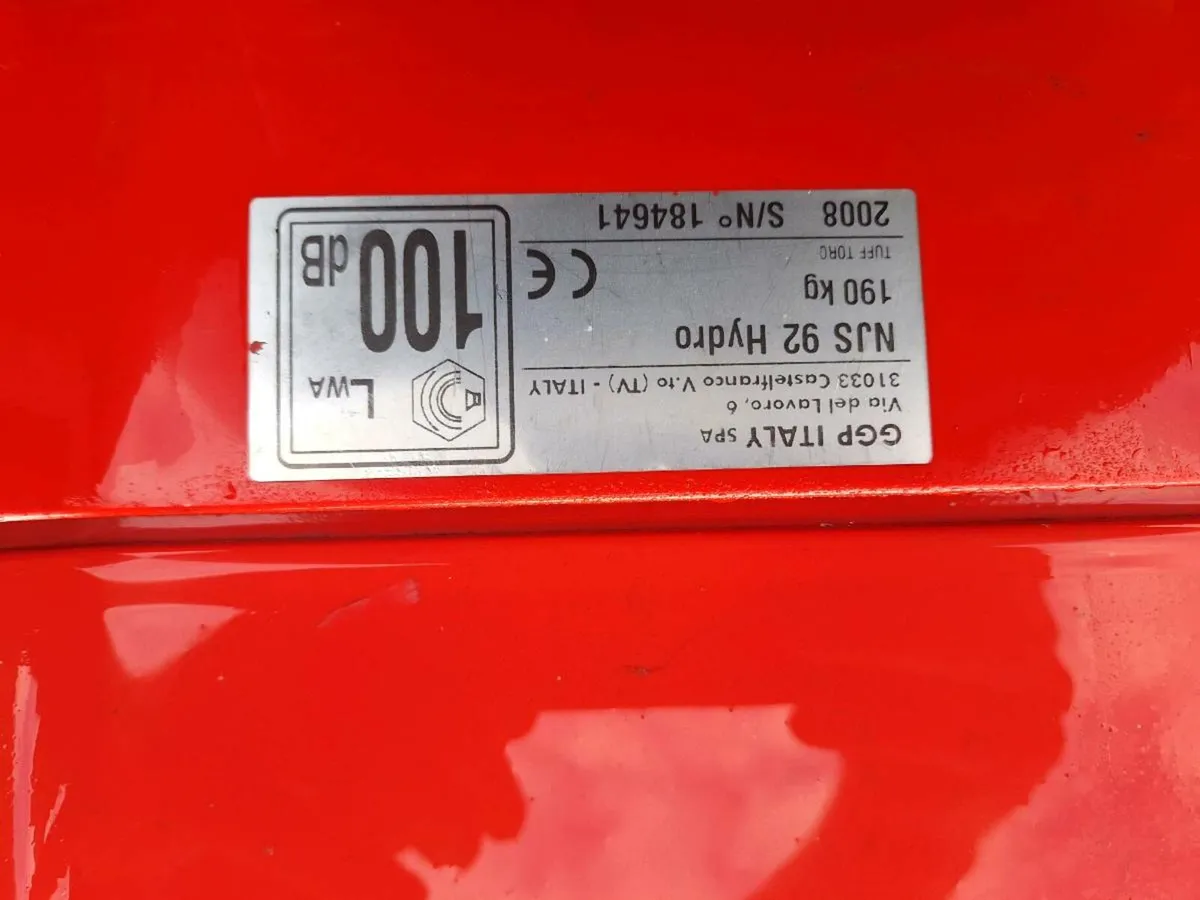 GGP ITALY SPA
Via del Lavoro, 6
31033 Castelfranco V.to (TV) - ITALY
NJS 92 Hydro
190 kg
CE
TUFF TORQ
2008 S/N° 184641
LWA
100 dB